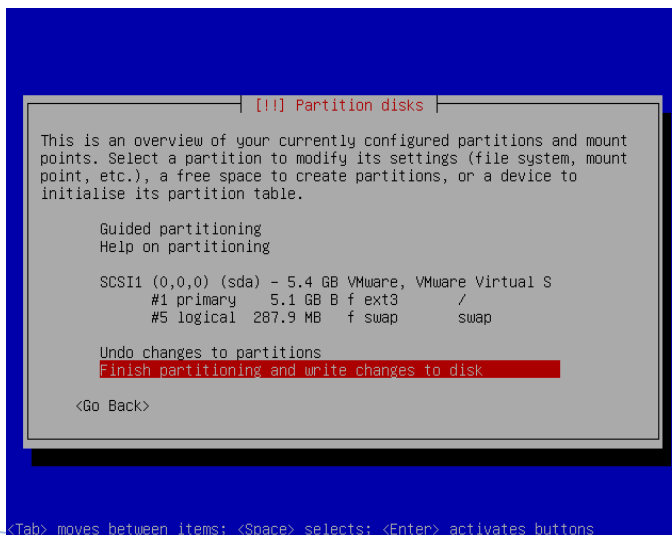 [!!] Partition disks
This is an overview of your currently configured partitions and mount
points. Select a partition to modify its settings (file system, mount
point, etc.), a free space to create partitions, or a device to
initialise its partition table.
Guided partitioning
Help on partitioning
SCSI1 (0,0,0) (sda) - 5.4 GB VMware, VMware Virtual S
#1 primary 5.1 GB B f ext3 /
#5 logical 287.9 MB f swap swap
Undo changes to partitions
Finish partitioning and write changes to disk
<Go Back>
<Tab> moves between items; <Space> selects; <Enter> activates buttons